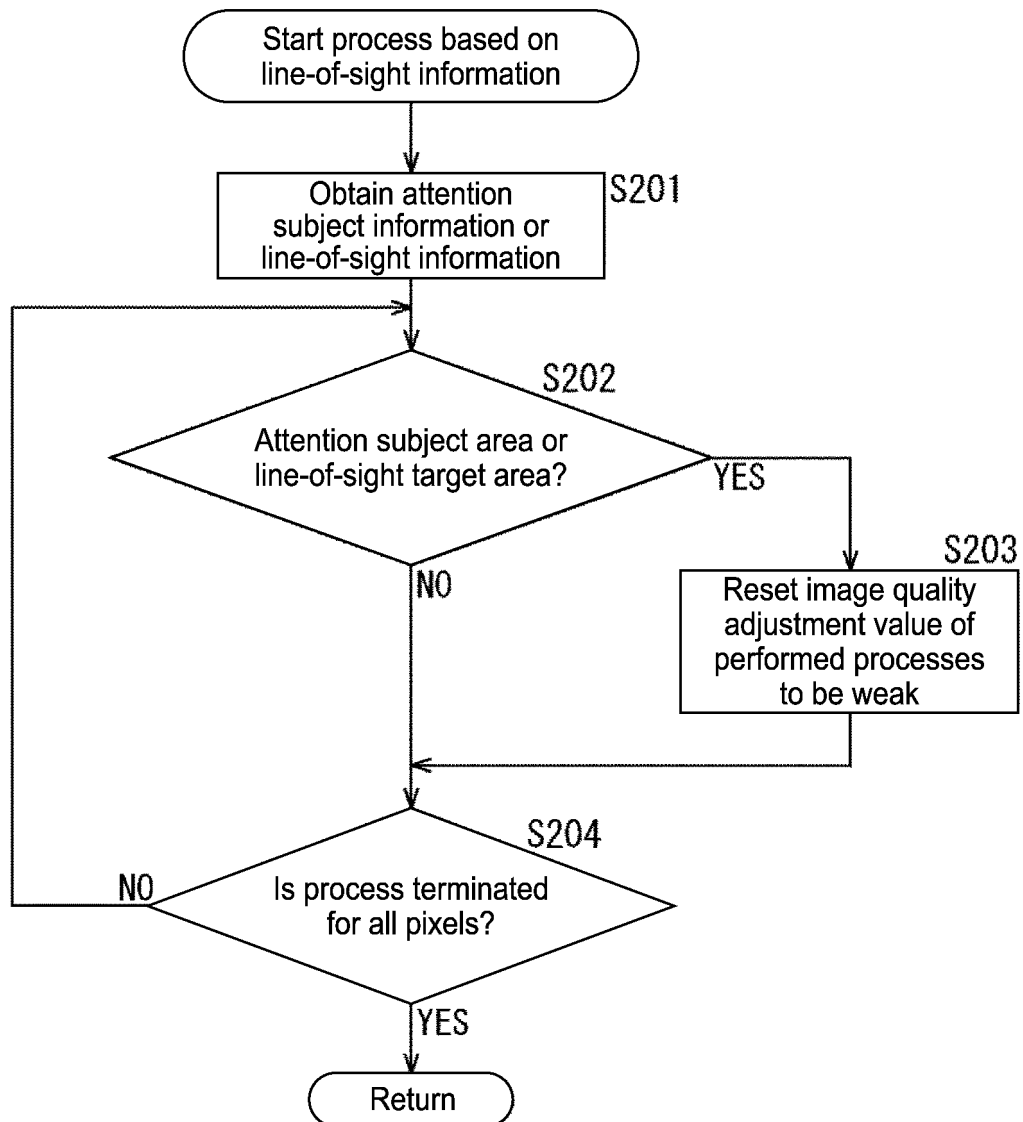 Start process based on
line-of-sight information
S201
Obtain attention
subject information or
line-of-sight information
S202
Attention subject area or
line-of-sight target area?
YES
NO
S203
Reset image quality
adjustment value of
performed processes
to be weak
S204
Is process terminated
for all pixels?
NO
YES
Return